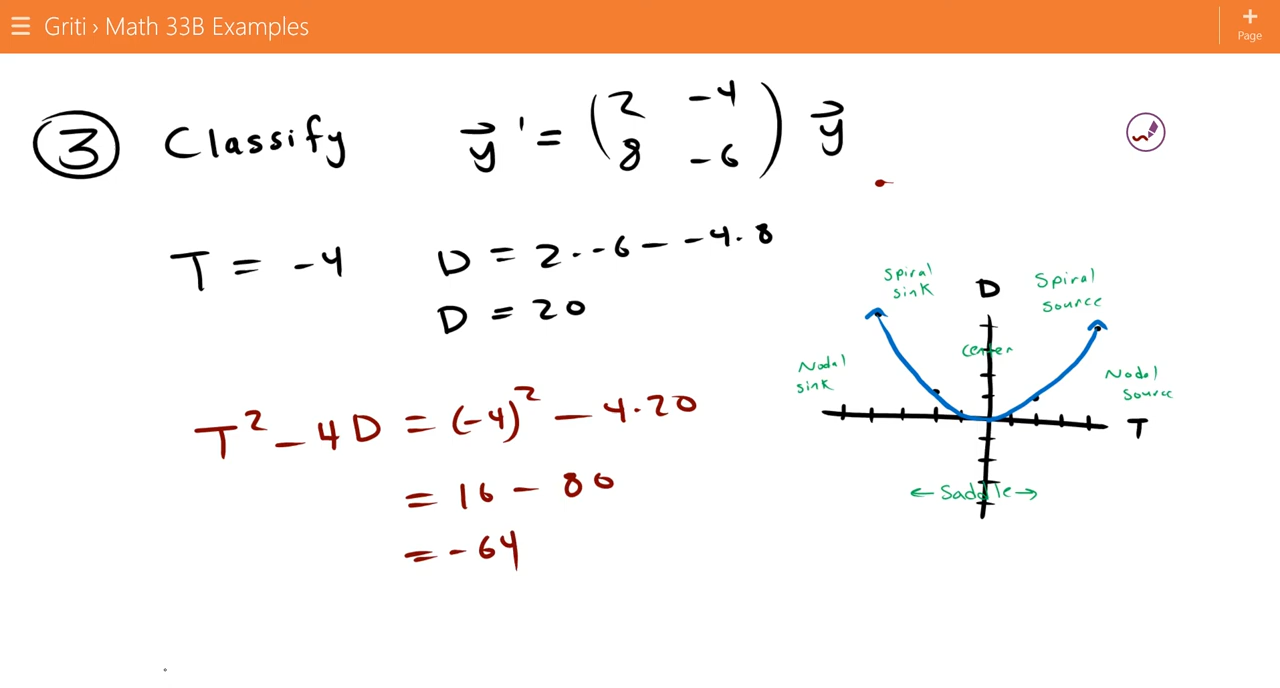 Griti › Math 33B Examples
Page
3 Classify y⃗ ' = (2 -4
8 -6) y⃗
T = -4
D = 2·-6 - -4·8
D = 20
T² - 4D = (-4)² - 4·20
= 16 - 80
= -64
Spiral
sink
D
Spiral
source
Center
Nodal
sink
Nodal
source
T
← Saddle →